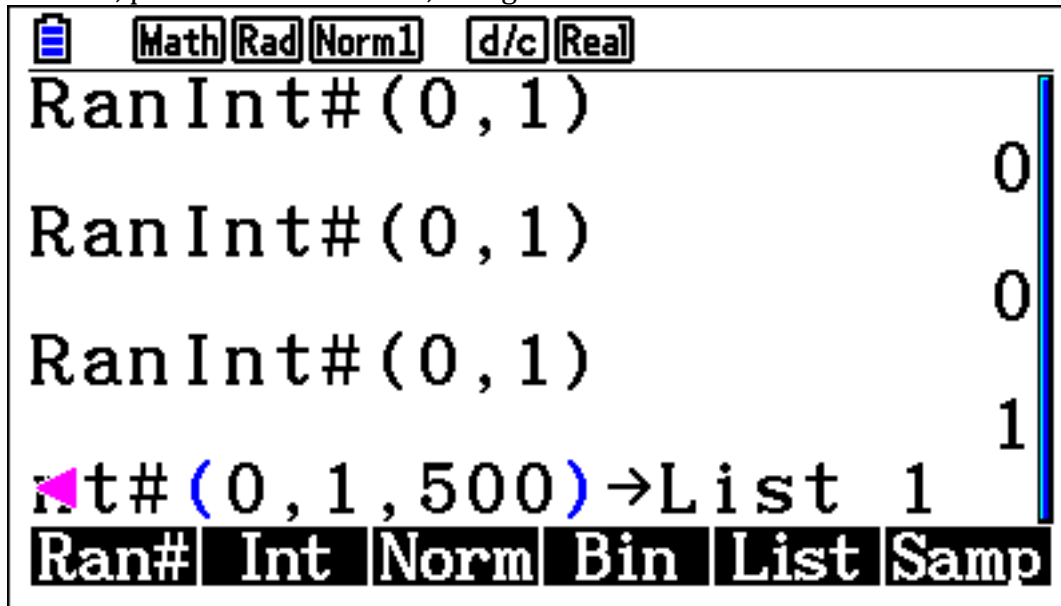 Math Rad Norm1 d/c Real
RanInt#(0,1)
0
RanInt#(0,1)
0
RanInt#(0,1)
1
t#(0,1,500)→List 1
Ran# Int Norm Bin List Samp